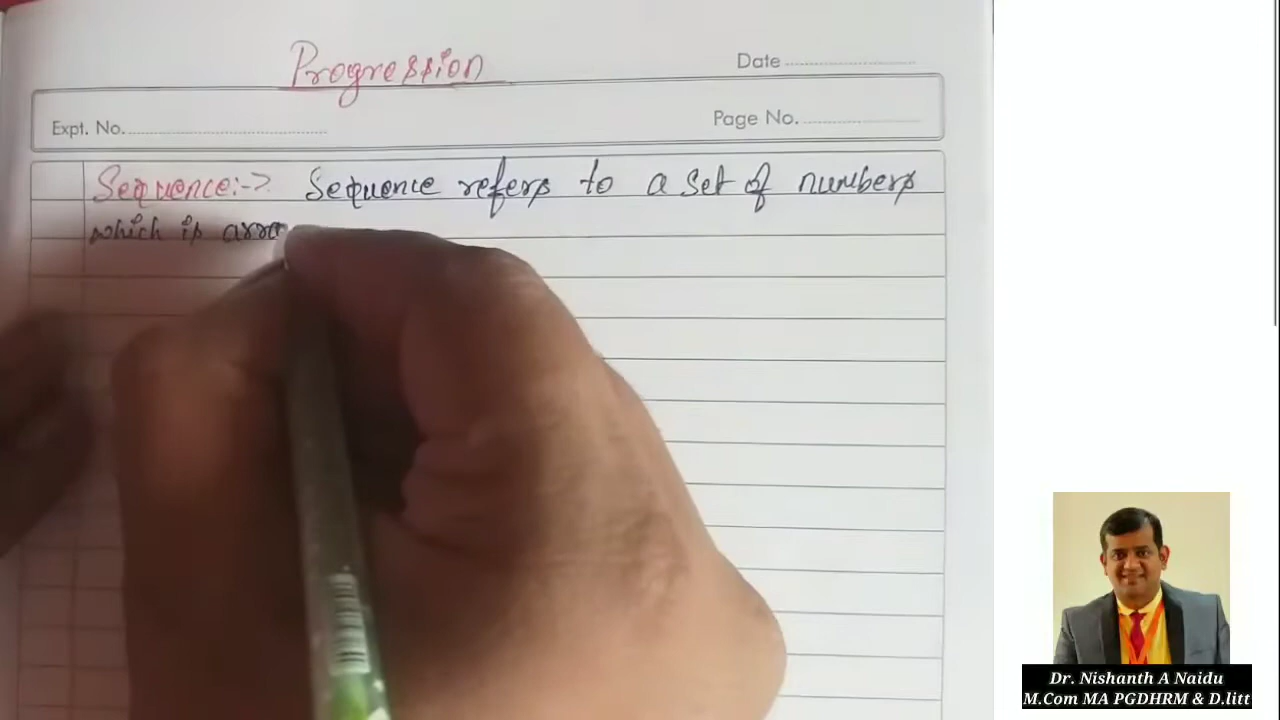 Progression
Date
Expt. No.
Page No.
Sequence:-> Sequence refers to a set of numbers
which is arra
Dr. Nishanth A Naidu
M.Com MA PGDHRM & D.litt